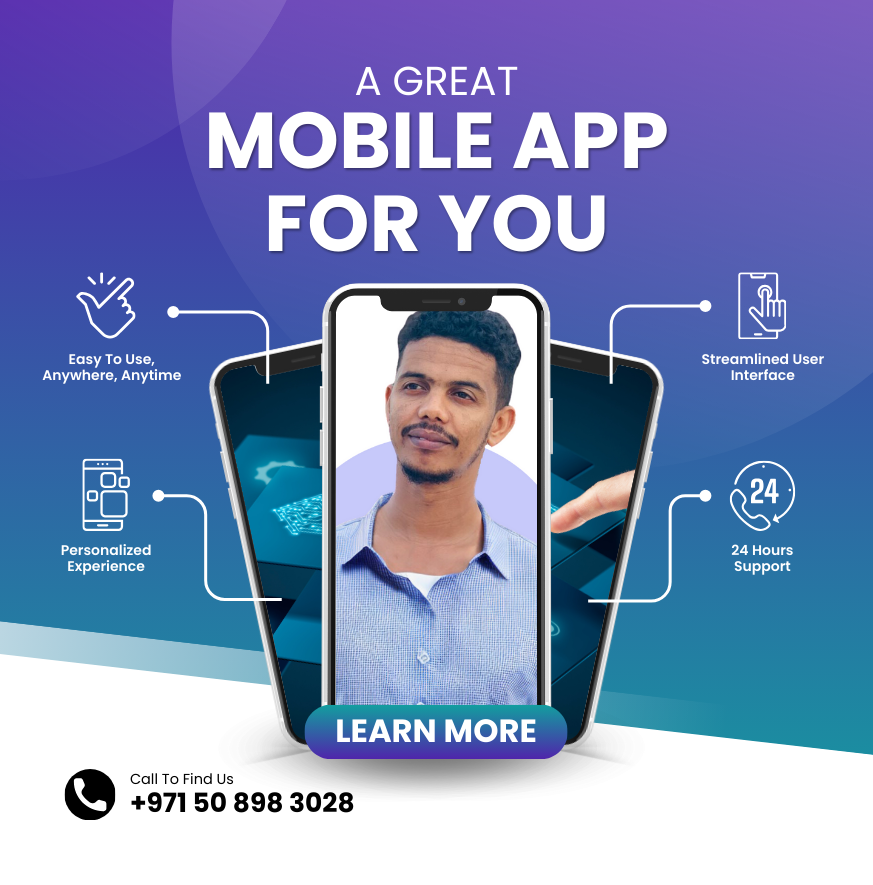 A GREAT
MOBILE APP
FOR YOU
Easy To Use,
Anywhere, Anytime
Streamlined User
Interface
Personalized
Experience
24
24 Hours
Support
LEARN MORE
Call To Find Us
+971 50 898 3028